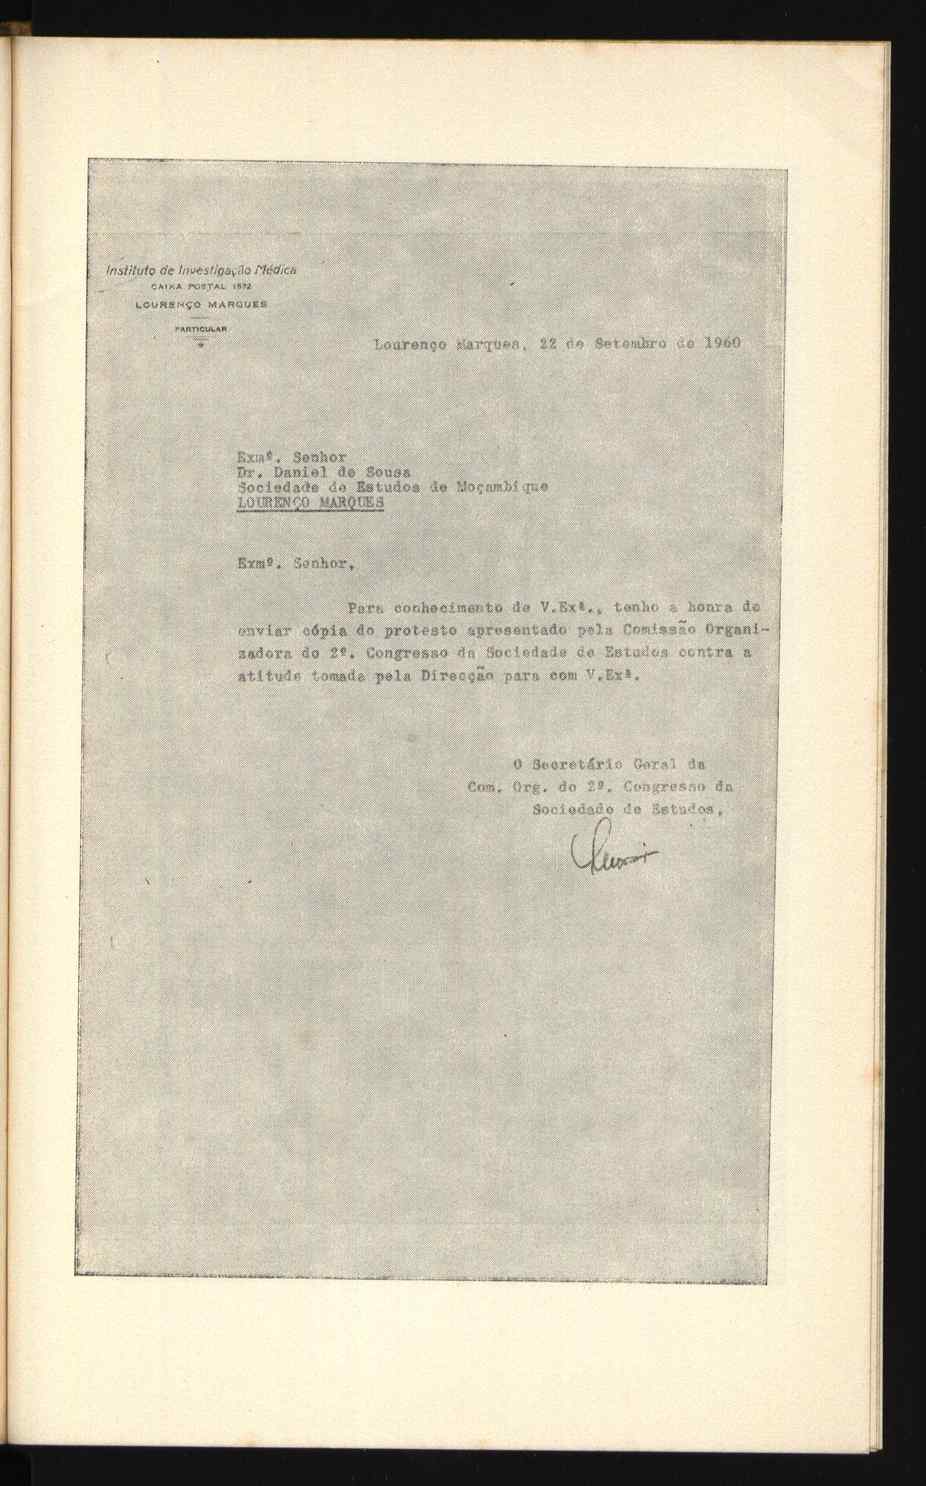 Instituto de Investigação Médica
CAIXA POSTAL 1572
LOURENÇO MARQUES
PARTICULAR
Lourenço Marques, 22 de Setembro de 1960
Exmº. Senhor
Dr. Daniel de Sousa
Sociedade de Estudos de Moçambique
LOURENÇO MARQUES
Exmº. Senhor,
Para conhecimento de V.Exª., tenho a honra de
enviar cópia do protesto apresentado pela Comissão Organi-
zadora do 2º. Congresso da Sociedade de Estudos contra a
atitude tomada pela Direcção para com V.Exª.
O Secretário Geral da
Com. Org. do 2º. Congresso da
Sociedade de Estudos,